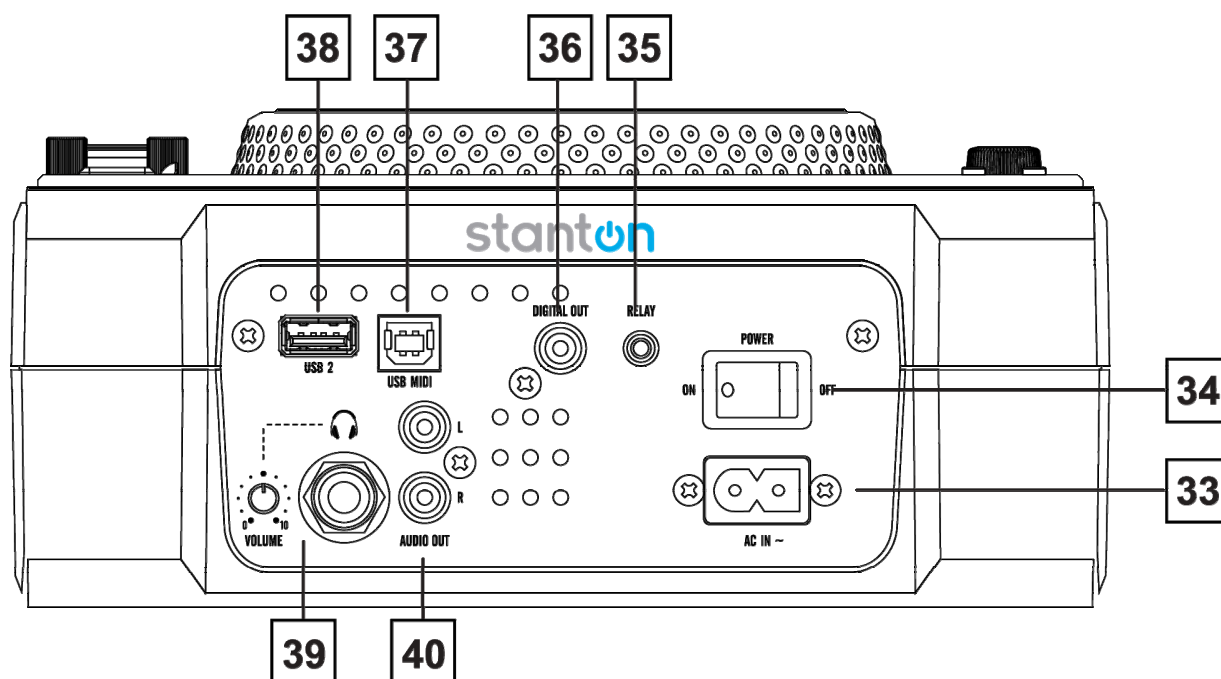 38 37 36 35
stanton
DIGITAL OUT RELAY
POWER
USB 2 USB MIDI
ON OFF
34
L
R
33
0 10
VOLUME AUDIO OUT AC IN ~
39 40